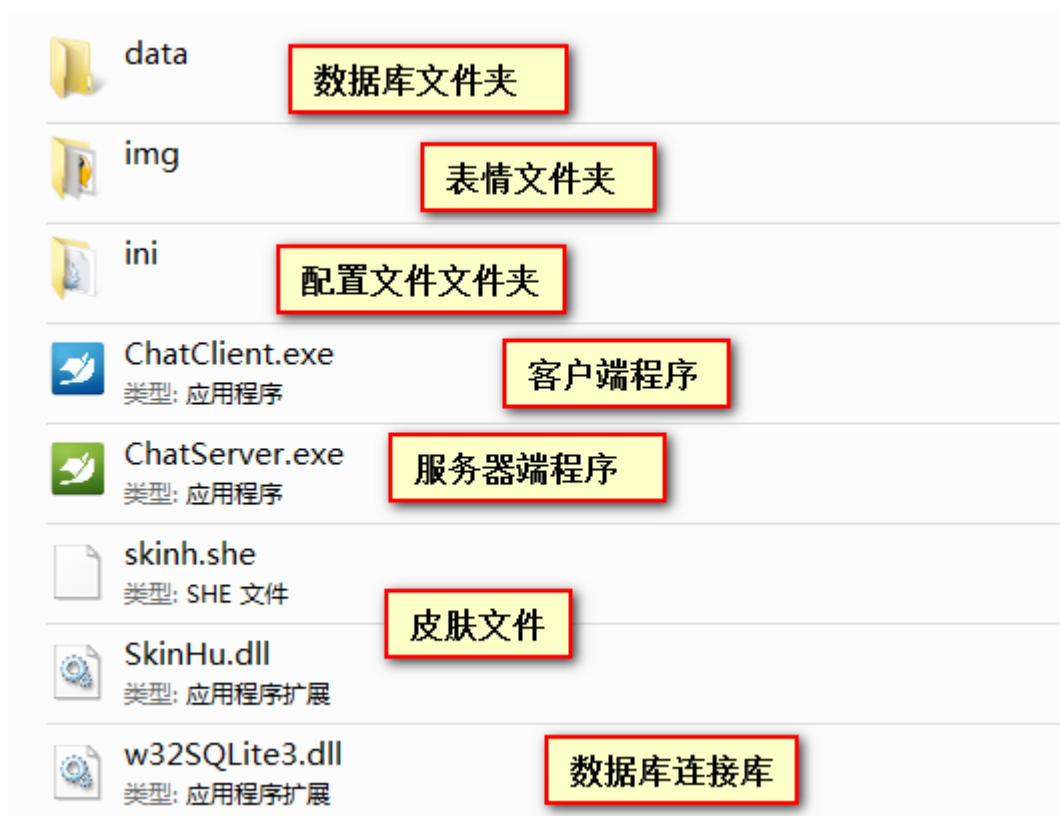 data
数据库文件夹
img
表情文件夹
ini
配置文件文件夹
ChatClient.exe
类型: 应用程序
客户端程序
ChatServer.exe
类型: 应用程序
服务器端程序
skinh.she
类型: SHE 文件
皮肤文件
SkinHu.dll
类型: 应用程序扩展
w32SQLite3.dll
类型: 应用程序扩展
数据库连接库